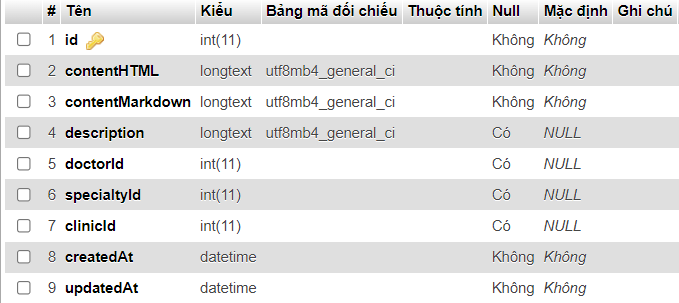 # Tên Kiểu Bảng mã đối chiếu Thuộc tính Null Mặc định Ghi chú
1 id int(11) Không Không
2 contentHTML longtext utf8mb4_general_ci Không Không
3 contentMarkdown longtext utf8mb4_general_ci Không Không
4 description longtext utf8mb4_general_ci Có NULL
5 doctorId int(11) Có NULL
6 specialtyId int(11) Có NULL
7 clinicId int(11) Có NULL
8 createdAt datetime Không Không
9 updatedAt datetime Không Không